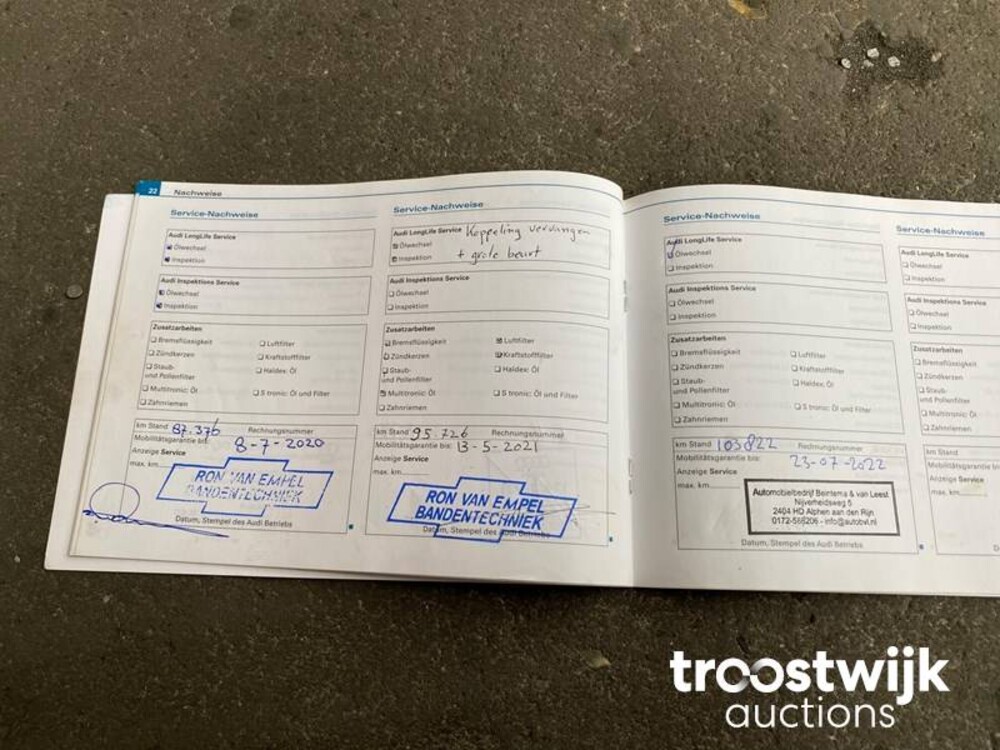 22 Nachweise
Service-Nachweise
Audi LongLife Service
Ölwechsel
Inspektion
Audi Inspektions Service
Ölwechsel
Inspektion
Zusatzarbeiten
Bremsflüssigkeit
Luftfilter
Zündkerzen
Kraftstofffilter
Staub-
und Pollenfilter
Haldex: Öl
Multitronic: Öl
S tronic: Öl und Filter
Zahnriemen
km Stand 87.376 Rechnungsnummer
Mobilitätsgarantie bis: 8-7-2020
Anzeige Service
max. km
RON VAN EMPEL
BANDENTECHNIEK
Datum, Stempel des Audi Betriebs
Service-Nachweise
Audi LongLife Service Koppeling vervangen
Ölwechsel
Inspektion + grote beurt
Audi Inspektions Service
Ölwechsel
Inspektion
Zusatzarbeiten
Bremsflüssigkeit
Luftfilter
Zündkerzen
Kraftstofffilter
Staub-
und Pollenfilter
Haldex: Öl
Multitronic: Öl
S tronic: Öl und Filter
Zahnriemen
km Stand 95.726 Rechnungsnummer
Mobilitätsgarantie bis: 13-5-2021
Anzeige Service
max. km
RON VAN EMPEL
BANDENTECHNIEK
Datum, Stempel des Audi Betriebs
Service-Nachweise
Audi LongLife Service
Ölwechsel
Inspektion
Audi Inspektions Service
Ölwechsel
Inspektion
Zusatzarbeiten
Bremsflüssigkeit
Luftfilter
Zündkerzen
Kraftstofffilter
Staub-
und Pollenfilter
Haldex: Öl
Multitronic: Öl
S tronic: Öl und Filter
Zahnriemen
km Stand 103822 Rechnungsnummer
Mobilitätsgarantie bis: 23-07-2022
Anzeige Service
max. km
Automobielbedrijf Beintema & van Leest
Nijverheidsweg 5
2404 HD Alphen aan den Rijn
0172-586206 - info@autobvl.nl
Datum, Stempel des Audi Betriebs
Service-Nachweise
Audi LongLife Service
Ölwechsel
Inspektion
Audi Inspektions Service
Ölwechsel
Inspektion
Zusatzarbeiten
Bremsflüssigkeit
Zündkerzen
Staub-
und Pollenfilter
Multitronic: Öl
Zahnriemen
km Stand
Anzeige Service
max. km
troostwijk
auctions